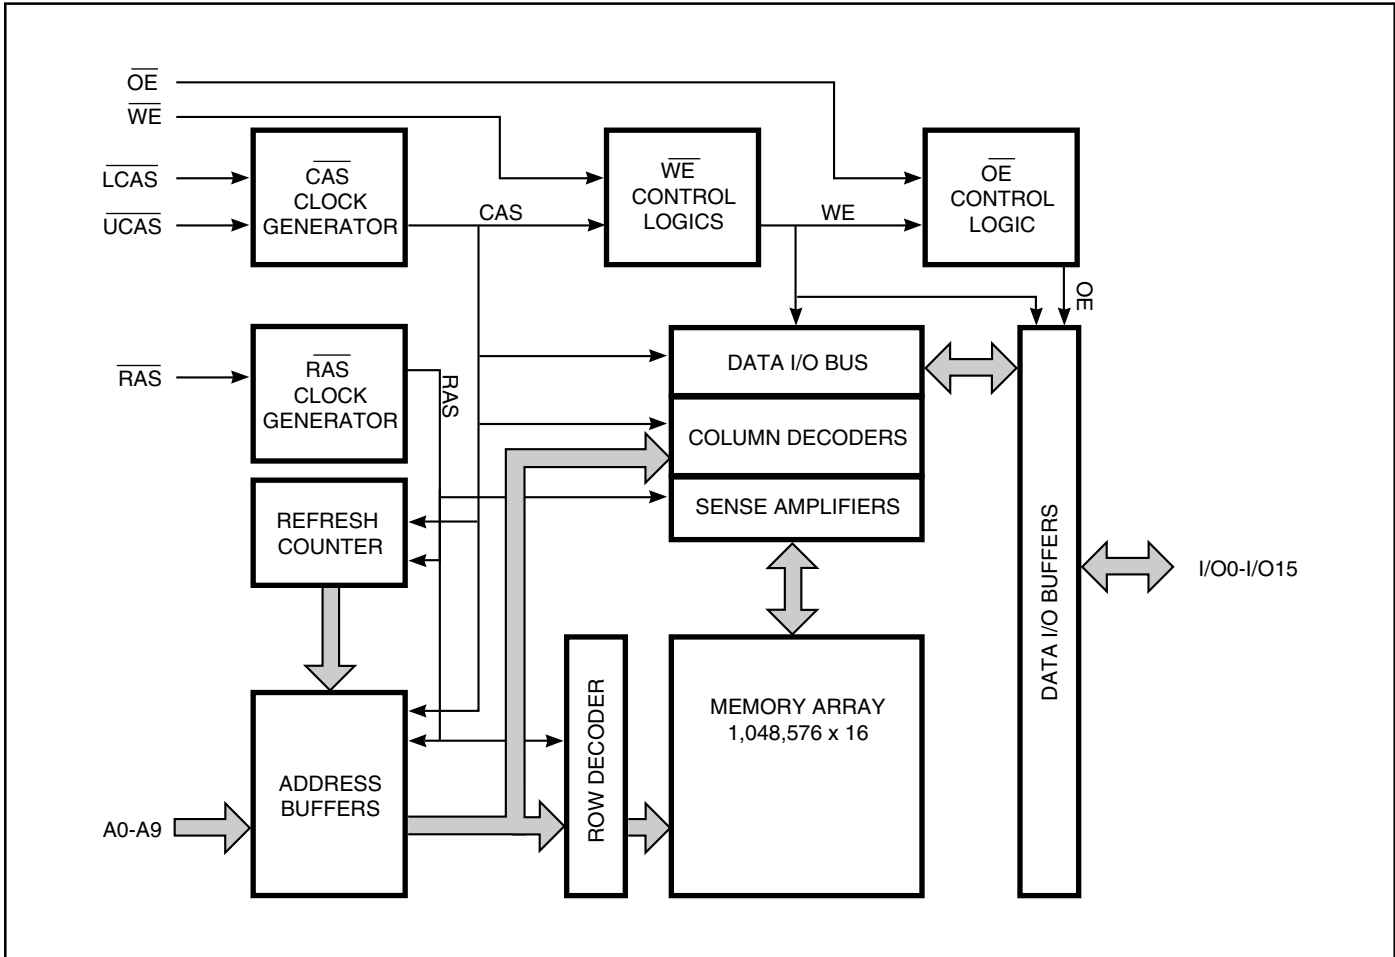 OE
WE
LCAS
UCAS
CAS
CLOCK
GENERATOR
CAS
WE
CONTROL
LOGICS
WE
OE
CONTROL
LOGIC
OE
RAS
RAS
CLOCK
GENERATOR
RAS
DATA I/O BUS
COLUMN DECODERS
SENSE AMPLIFIERS
REFRESH
COUNTER
DATA I/O BUFFERS
I/O0-I/O15
ROW DECODER
MEMORY ARRAY
1,048,576 x 16
ADDRESS
BUFFERS
A0-A9